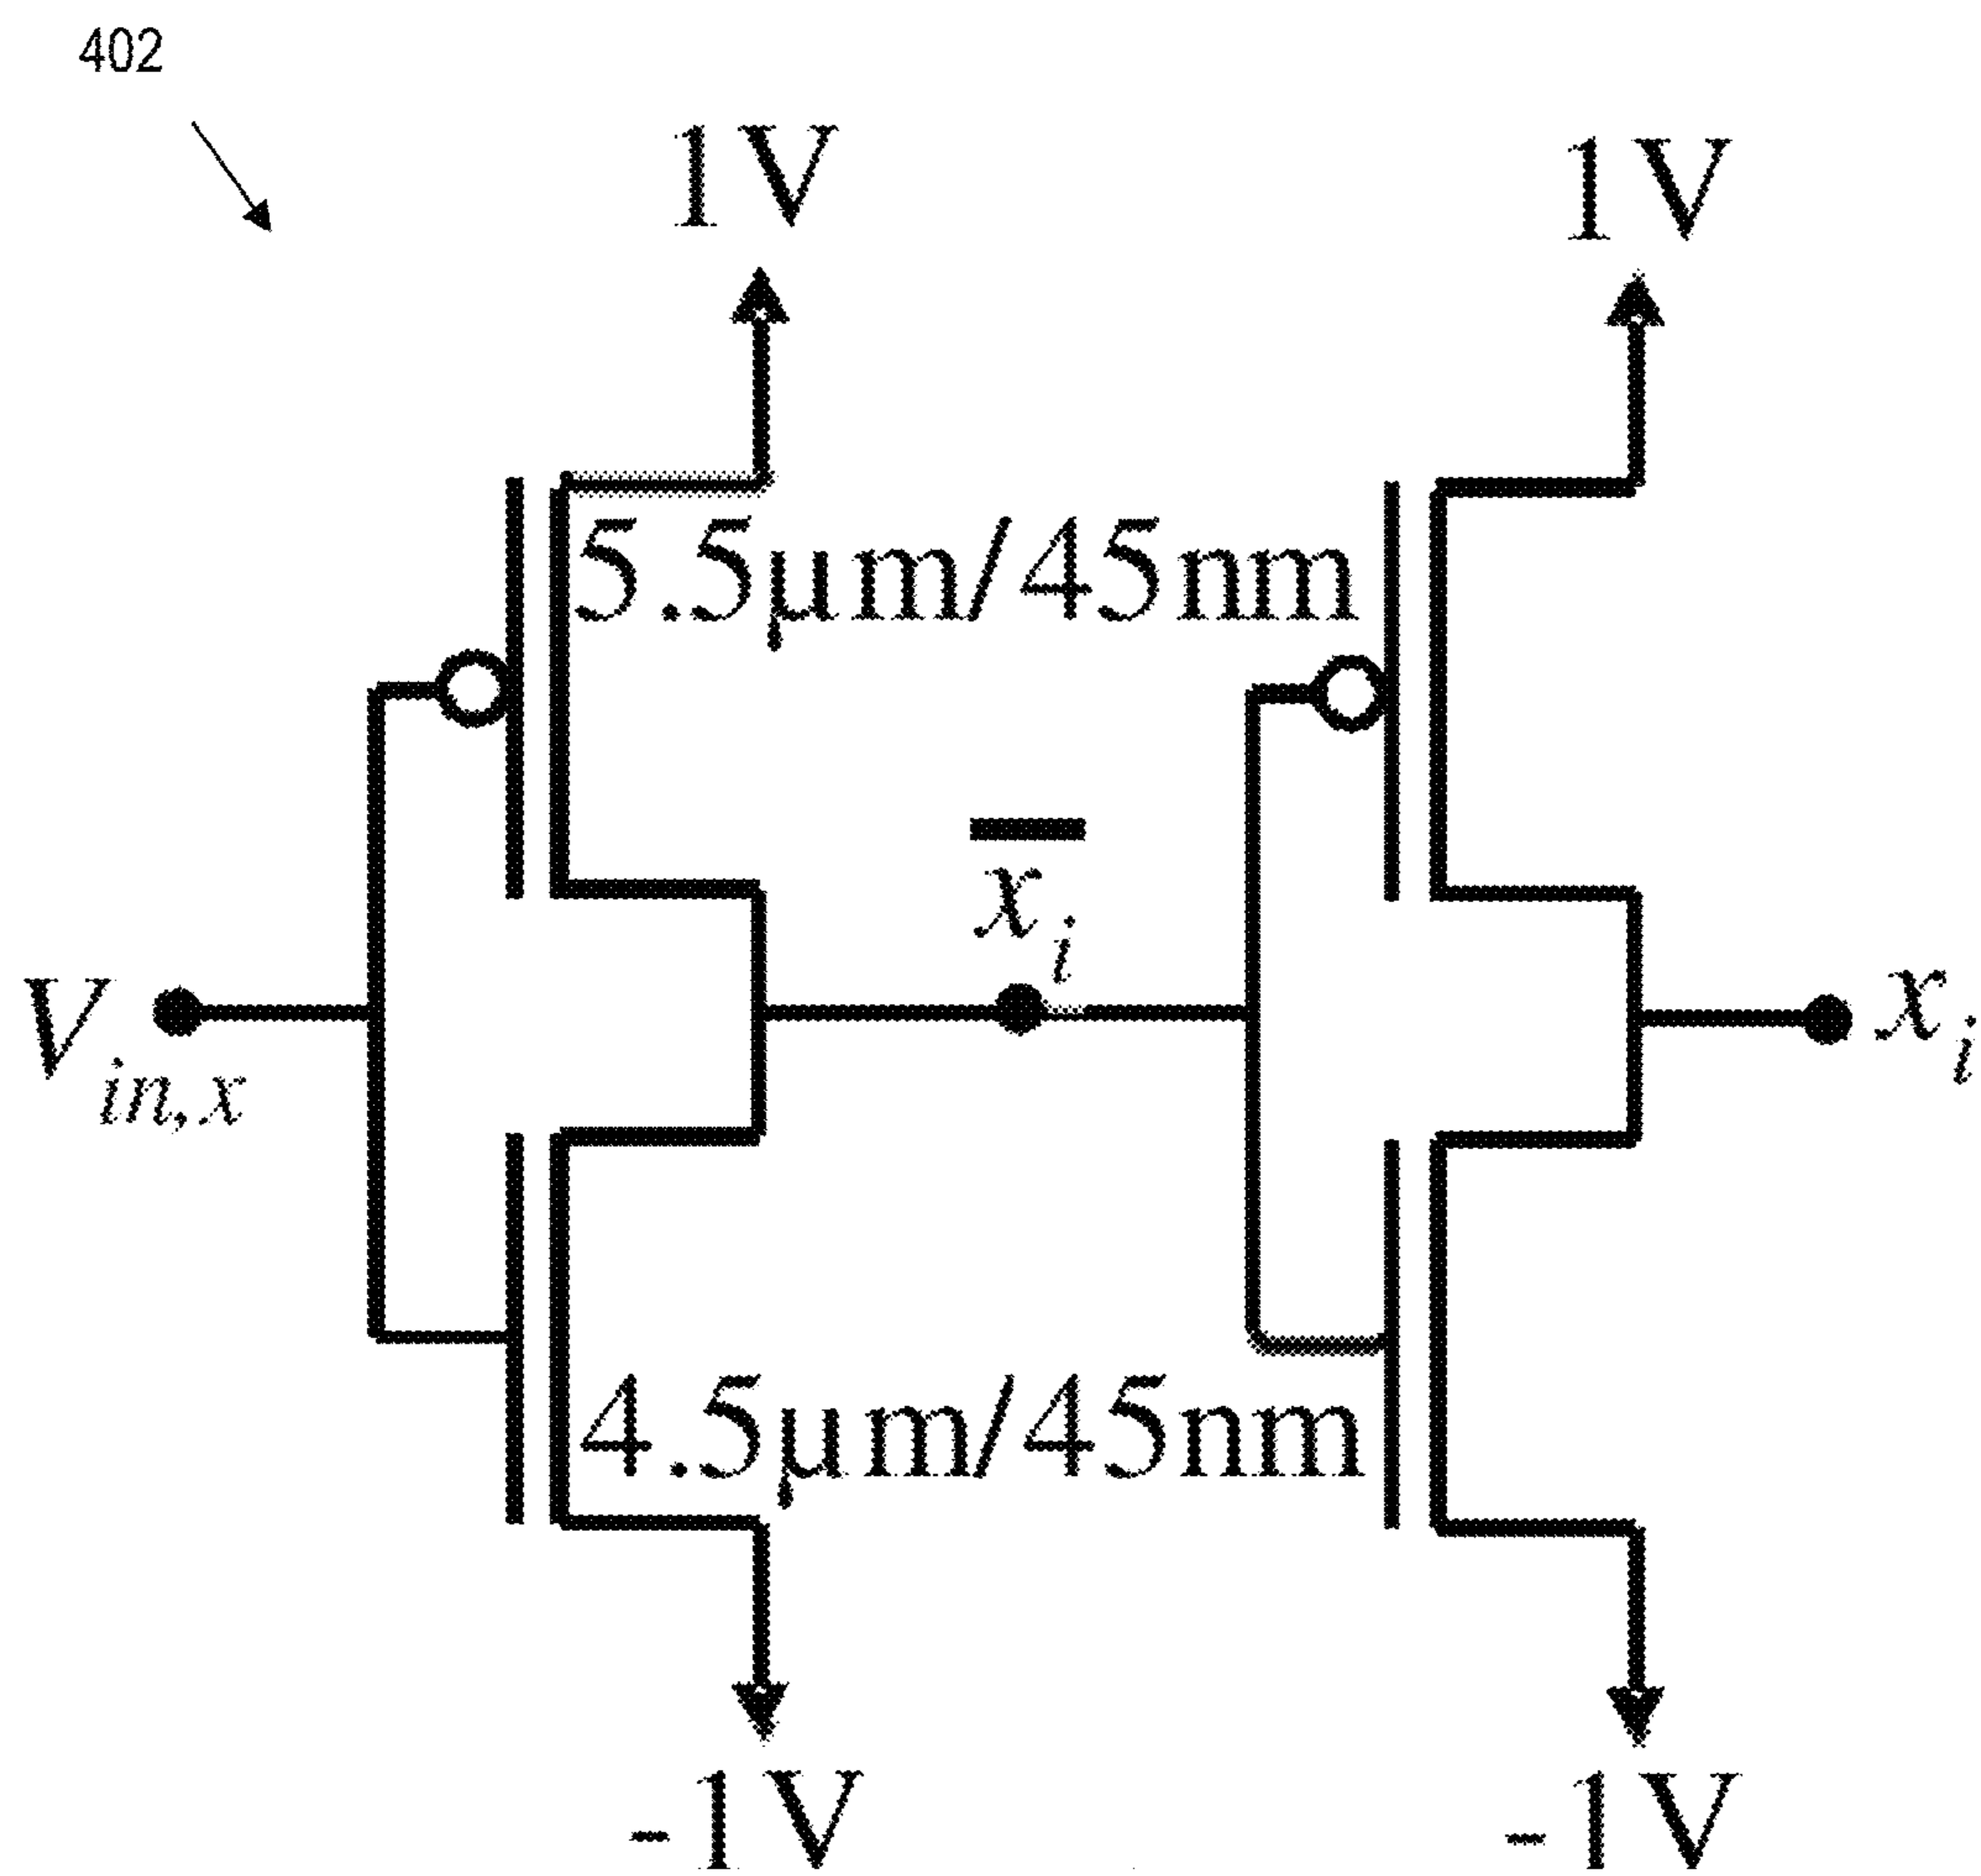 402
1V 1V
5.5μm/45nm
x̅i
Vin,x xi
4.5μm/45nm
-1V -1V